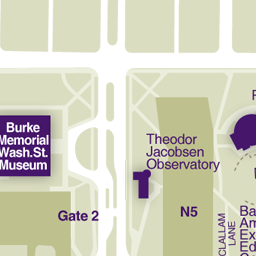 Burke
Memorial
Wash.St.
Museum
Theodor
Jacobsen
Observatory
Gate 2
N5
CLALLAM
LANE